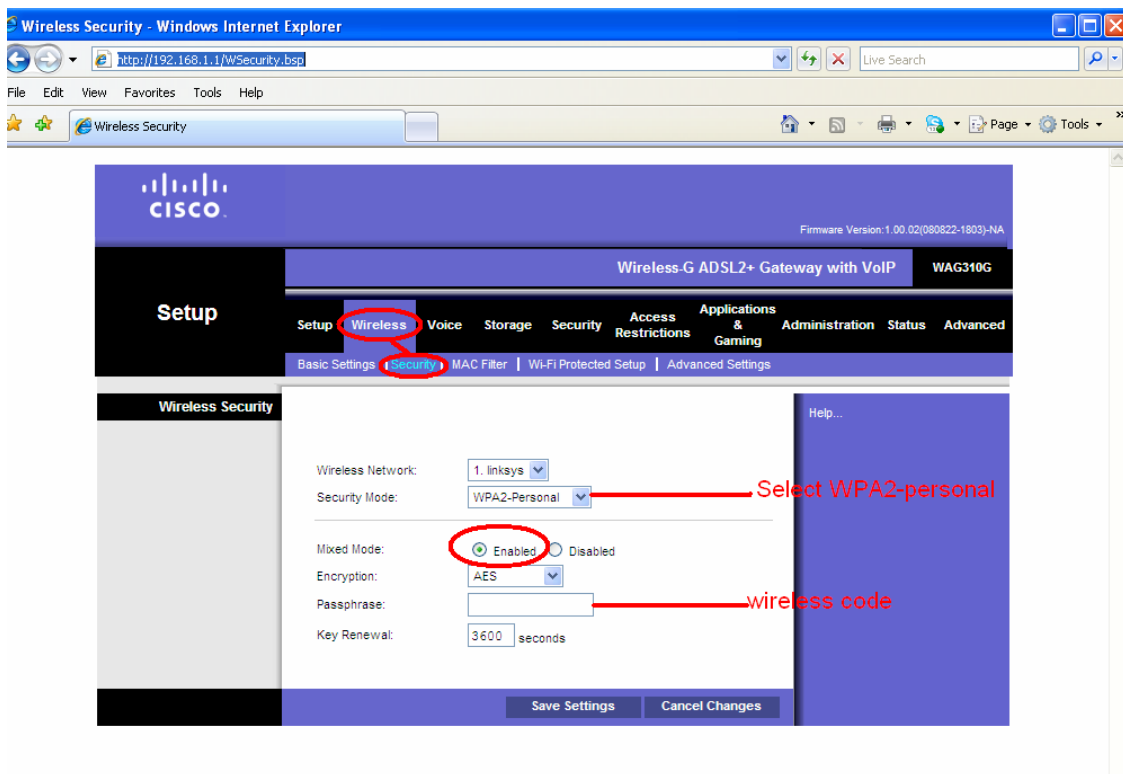 Wireless Security - Windows Internet Explorer
http://192.168.1.1/WSecurity.bsp
Live Search
File Edit View Favorites Tools Help
Wireless Security
Page Tools
CISCO.
Firmware Version:1.00.02(080822-1803)-NA
Wireless-G ADSL2+ Gateway with VoIP WAG310G
Setup
Setup Wireless Voice Storage Security Access Restrictions Applications & Gaming Administration Status Advanced
Basic Settings | Security | MAC Filter | Wi-Fi Protected Setup | Advanced Settings
Wireless Security
Help...
Wireless Network: 1. linksys
Security Mode: WPA2-Personal
Select WPA2-personal
Mixed Mode: Enabled Disabled
Encryption: AES
Passphrase:
wireless code
Key Renewal: 3600 seconds
Save Settings Cancel Changes